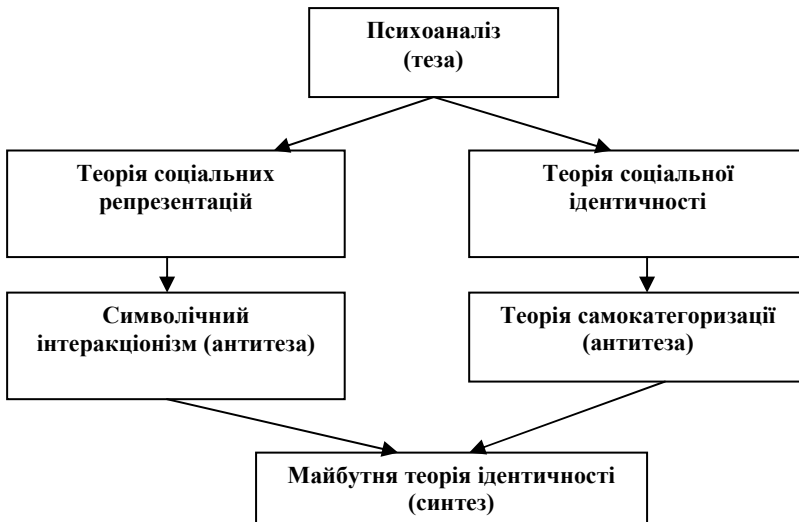 Психоаналіз
(теза)
Теорія соціальних
репрезентацій
Теорія соціальної
ідентичності
Символічний
інтеракціонізм (антитеза)
Теорія самокатегоризації
(антитеза)
Майбутня теорія ідентичності
(синтез)